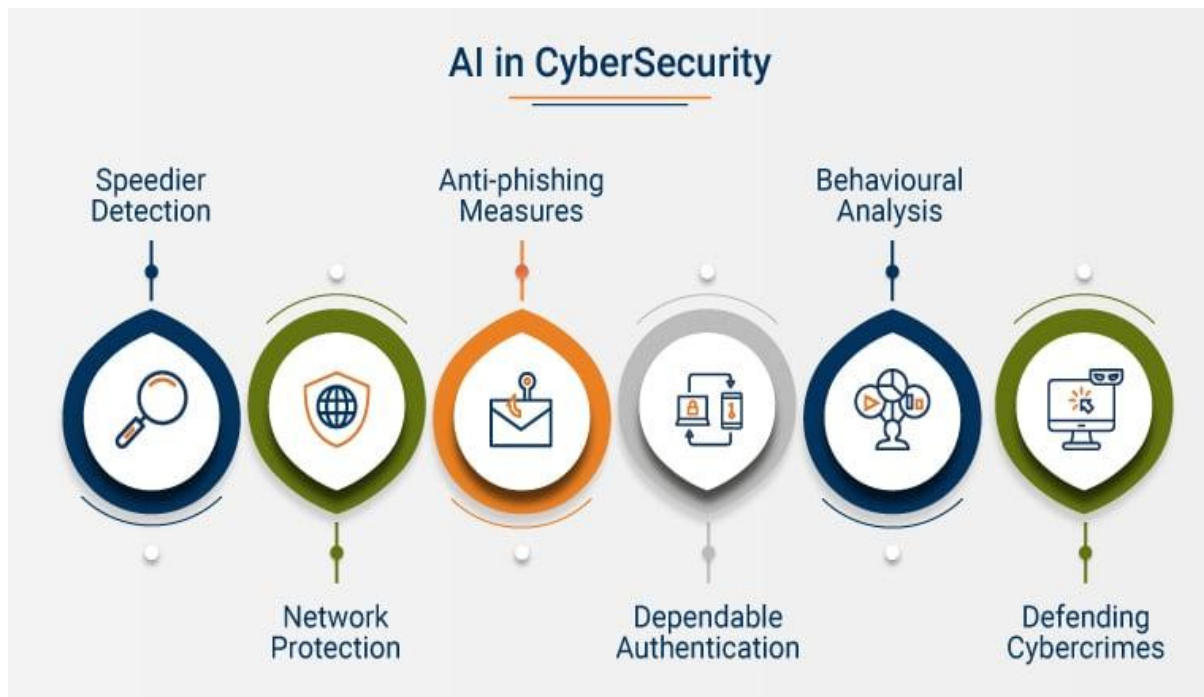 AI in CyberSecurity
Speedier
Detection
Anti-phishing
Measures
Behavioural
Analysis
Network
Protection
Dependable
Authentication
Defending
Cybercrimes